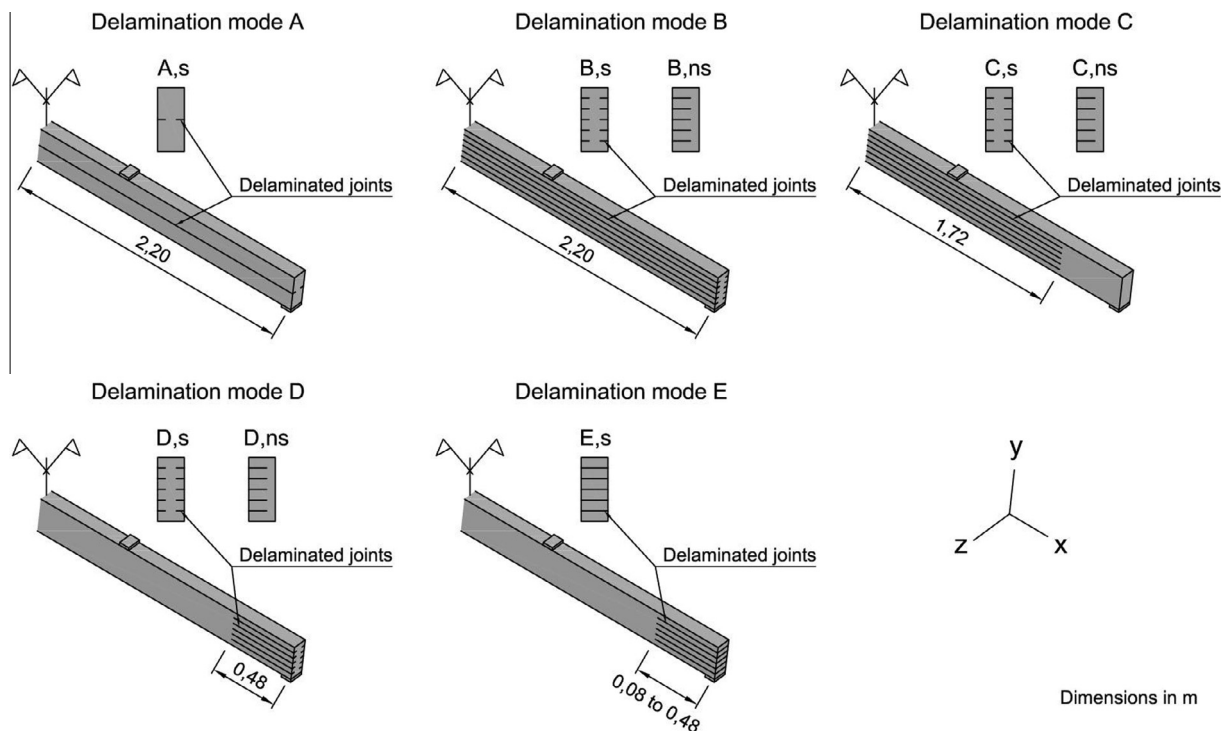 Delamination mode A
A,s
Delaminated joints
2,20
Delamination mode B
B,s B,ns
Delaminated joints
2,20
Delamination mode C
C,s C,ns
Delaminated joints
1,72
Delamination mode D
D,s D,ns
Delaminated joints
0,48
Delamination mode E
E,s
Delaminated joints
0,08 to 0,48
y
z x
Dimensions in m